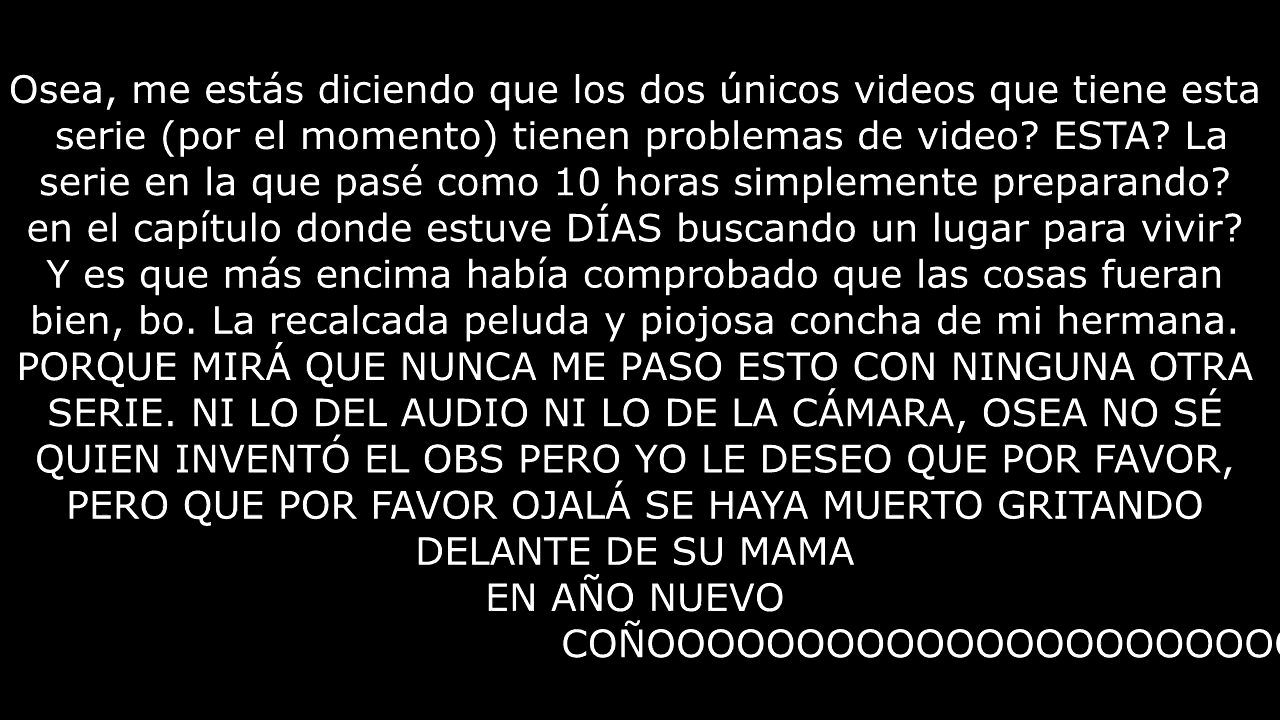 Osea, me estás diciendo que los dos únicos videos que tiene esta
serie (por el momento) tienen problemas de video? ESTA? La
serie en la que pasé como 10 horas simplemente preparando?
en el capítulo donde estuve DÍAS buscando un lugar para vivir?
Y es que más encima había comprobado que las cosas fueran
bien, bo. La recalcada peluda y piojosa concha de mi hermana.
PORQUE MIRÁ QUE NUNCA ME PASO ESTO CON NINGUNA OTRA
SERIE. NI LO DEL AUDIO NI LO DE LA CÁMARA, OSEA NO SÉ
QUIEN INVENTÓ EL OBS PERO YO LE DESEO QUE POR FAVOR,
PERO QUE POR FAVOR OJALÁ SE HAYA MUERTO GRITANDO
DELANTE DE SU MAMA
EN AÑO NUEVO
COÑOOOOOOOOOOOOOOOOOOOOOO